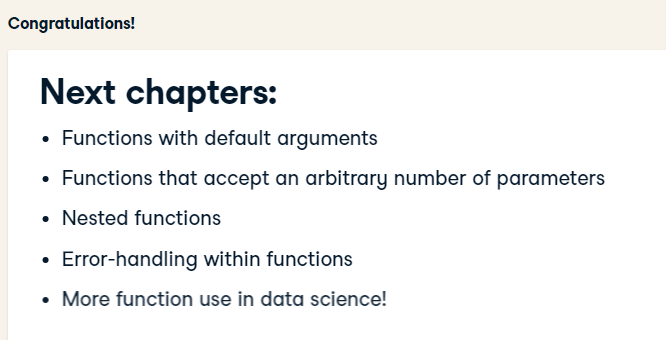 Congratulations!
Next chapters:
• Functions with default arguments
• Functions that accept an arbitrary number of parameters
• Nested functions
• Error-handling within functions
• More function use in data science!